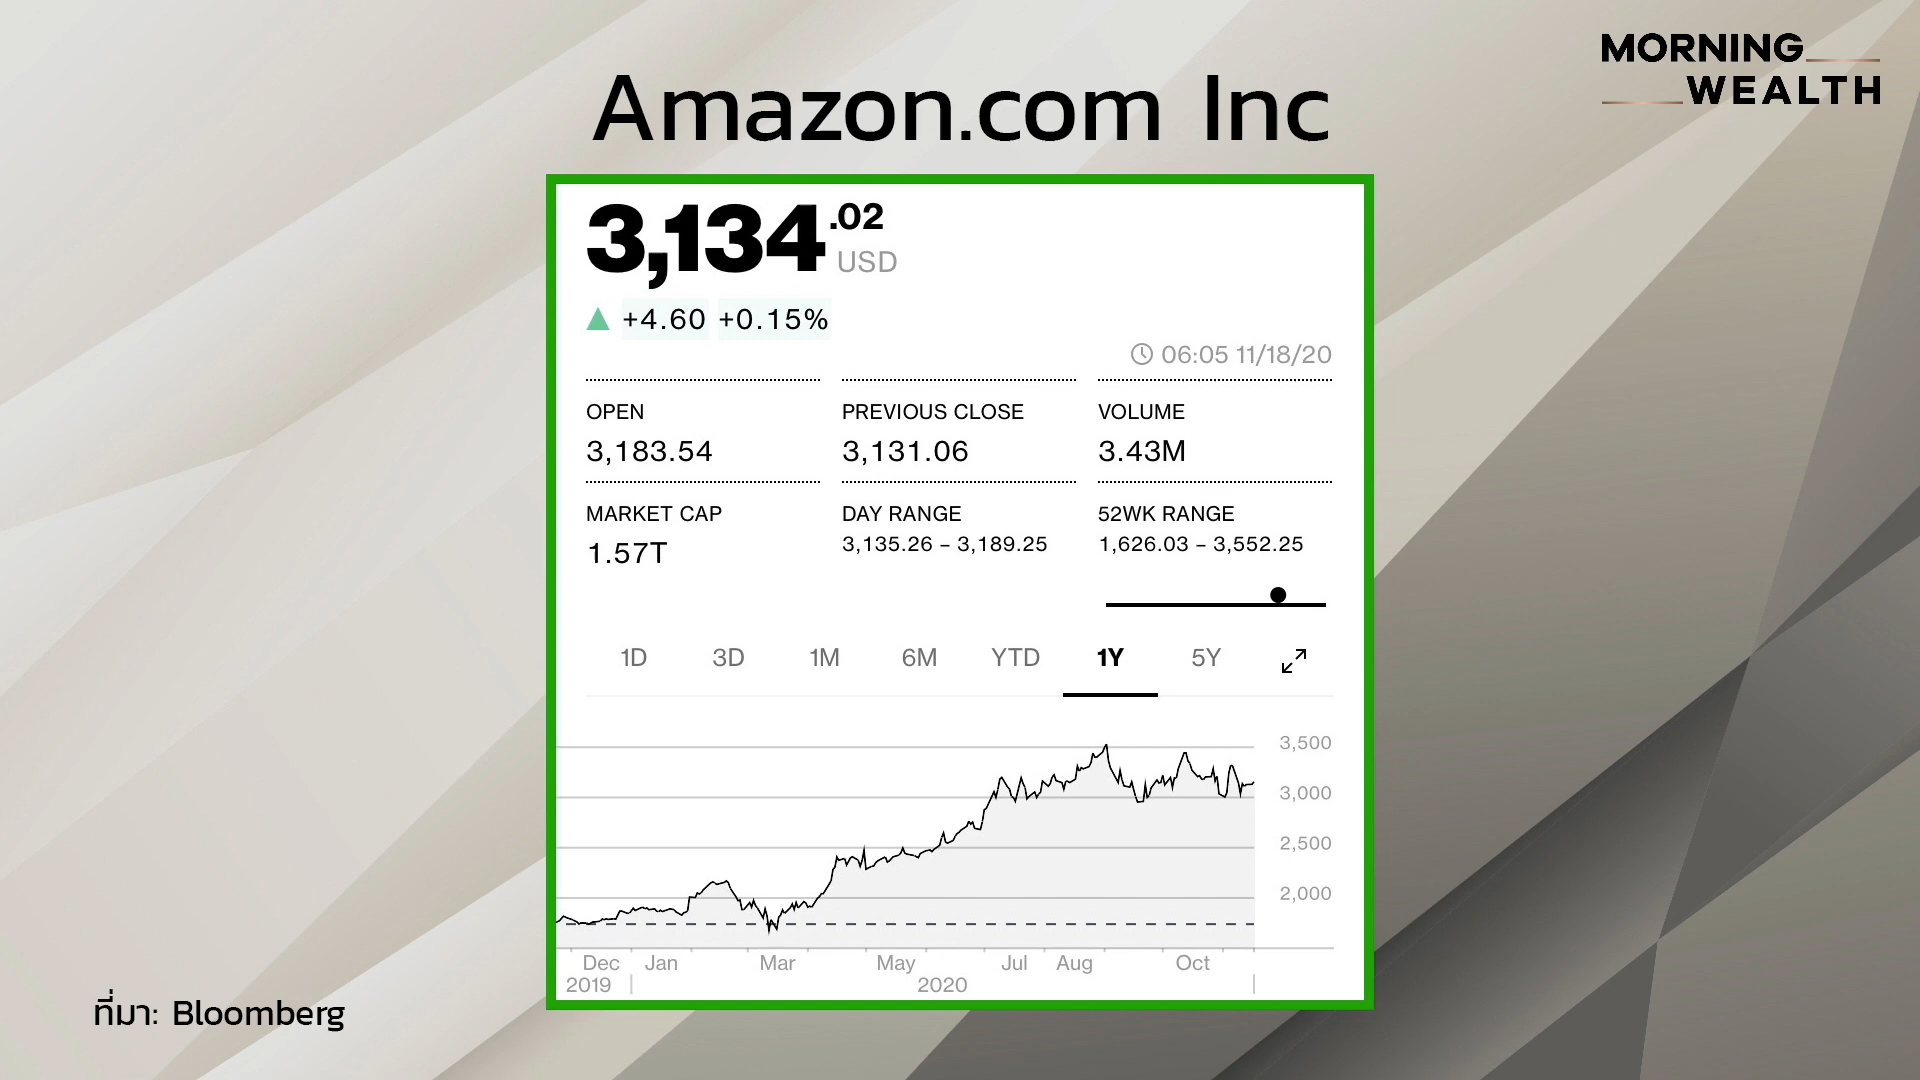 MORNING
WEALTH
Amazon.com Inc
3,134.02
USD
+4.60 +0.15%
06:05 11/18/20
OPEN PREVIOUS CLOSE VOLUME
3,183.54 3,131.06 3.43M
MARKET CAP DAY RANGE 52WK RANGE
1.57T 3,135.26 – 3,189.25 1,626.03 – 3,552.25
1D 3D 1M 6M YTD 1Y 5Y
3,500
3,000
2,500
2,000
Dec Jan Mar May Jul Aug Oct
2019 2020
ที่มา: Bloomberg